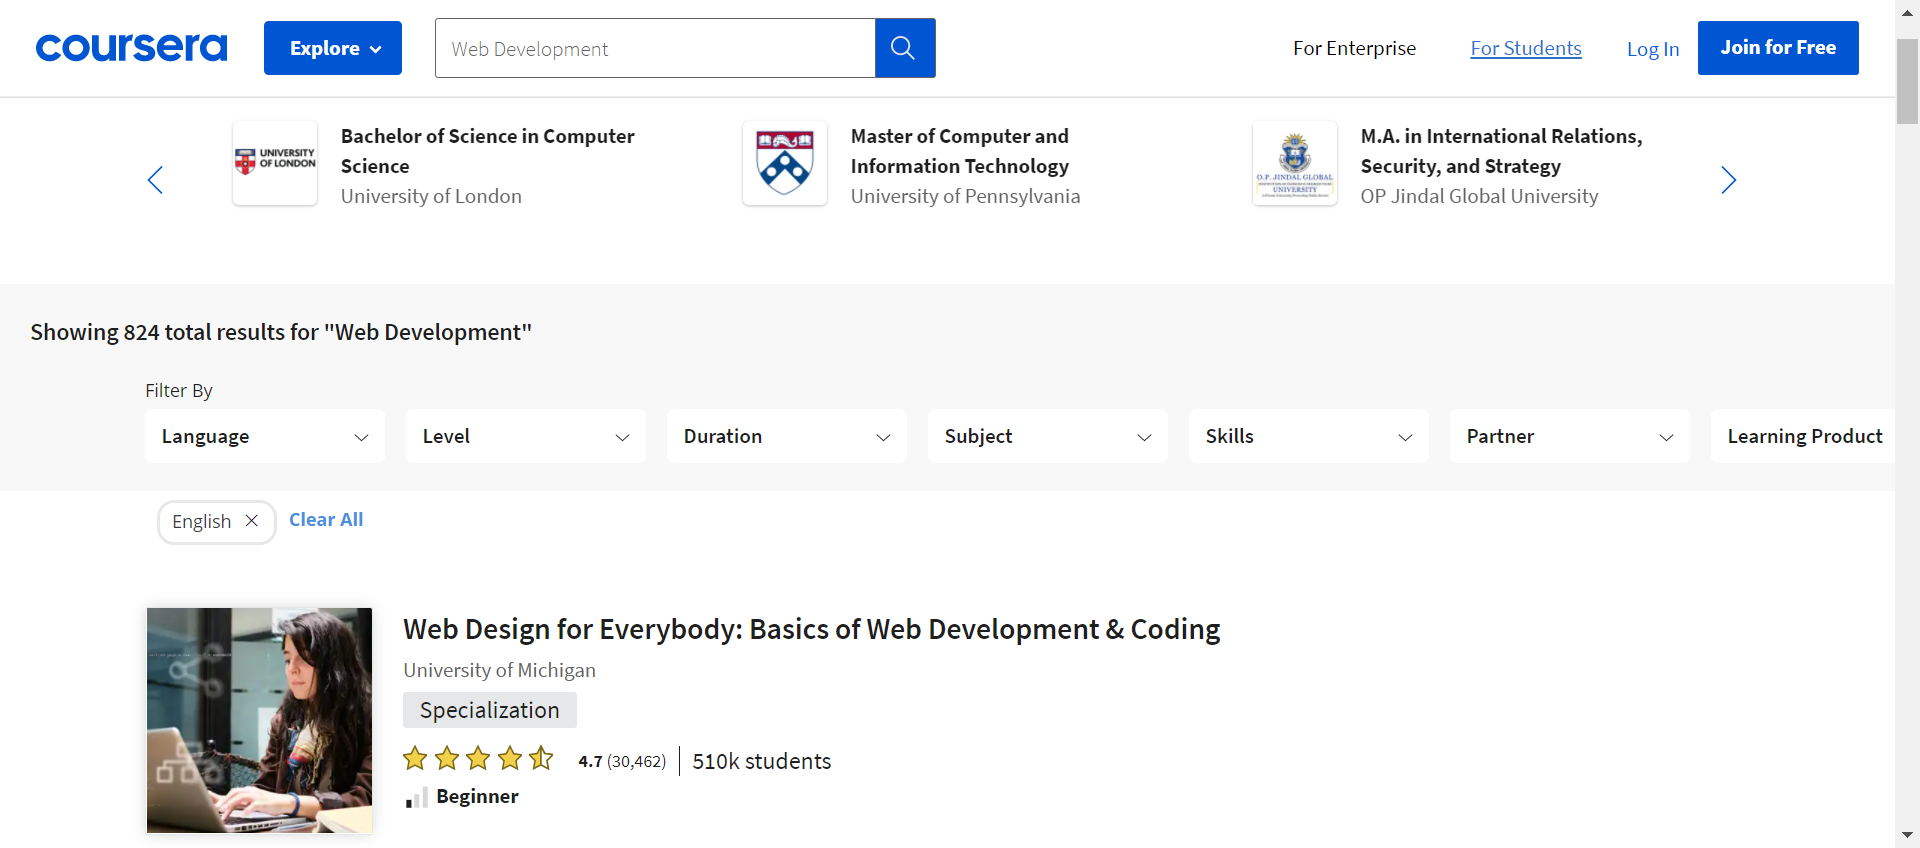 coursera
Explore
Web Development
For Enterprise
For Students
Log In
Join for Free
UNIVERSITY
OF LONDON
Bachelor of Science in Computer
Science
University of London
Master of Computer and
Information Technology
University of Pennsylvania
O.P. JINDAL GLOBAL
UNIVERSITY
M.A. in International Relations,
Security, and Strategy
OP Jindal Global University
Showing 824 total results for "Web Development"
Filter By
Language
Level
Duration
Subject
Skills
Partner
Learning Product
English
Clear All
Web Design for Everybody: Basics of Web Development & Coding
University of Michigan
Specialization
4.7 (30,462)
510k students
Beginner